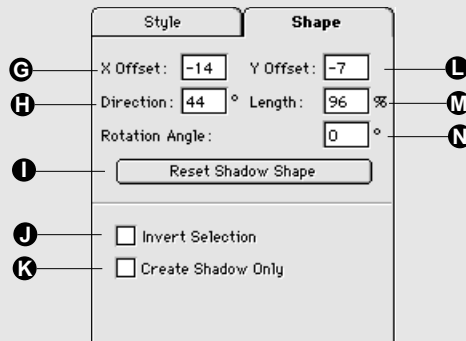 Style Shape
G X Offset: -14 Y Offset: -7 L
H Direction: 44 ° Length: 96 % M
Rotation Angle: 0 ° N
I Reset Shadow Shape
J Invert Selection
K Create Shadow Only